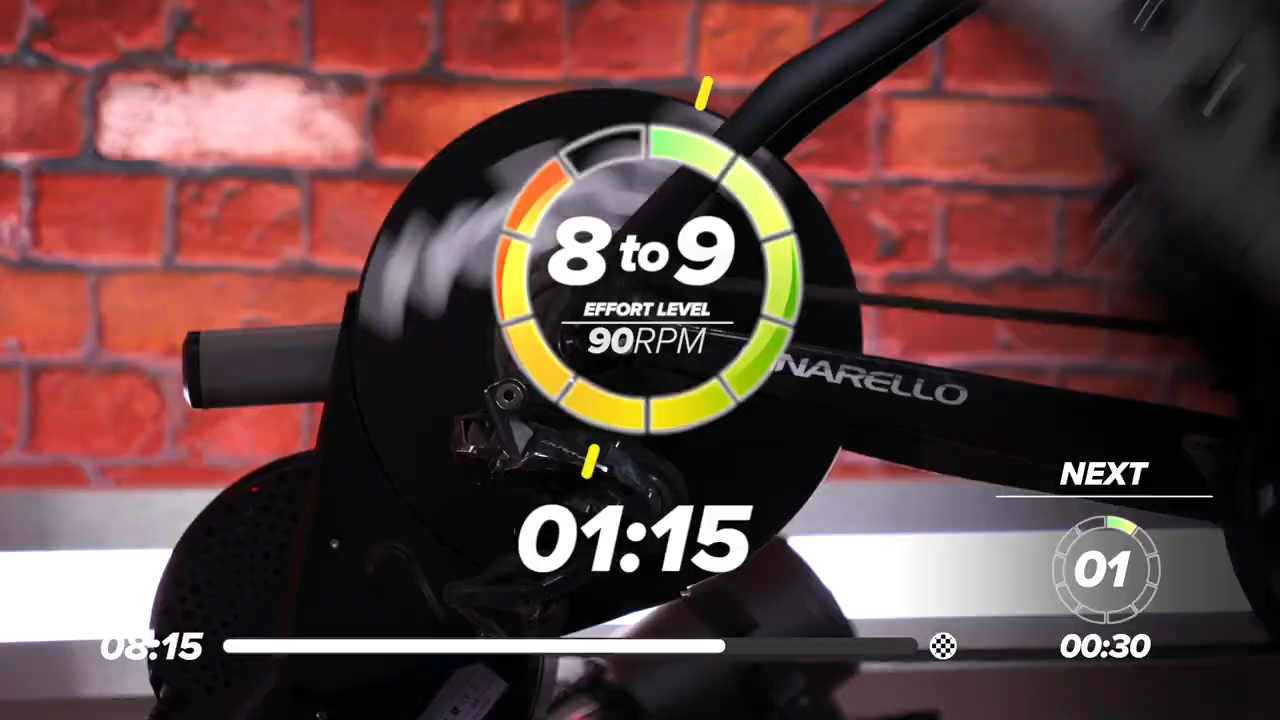 8 to 9
EFFORT LEVEL
90RPM
NARELLO
01:15
NEXT
01
00:30
08:15